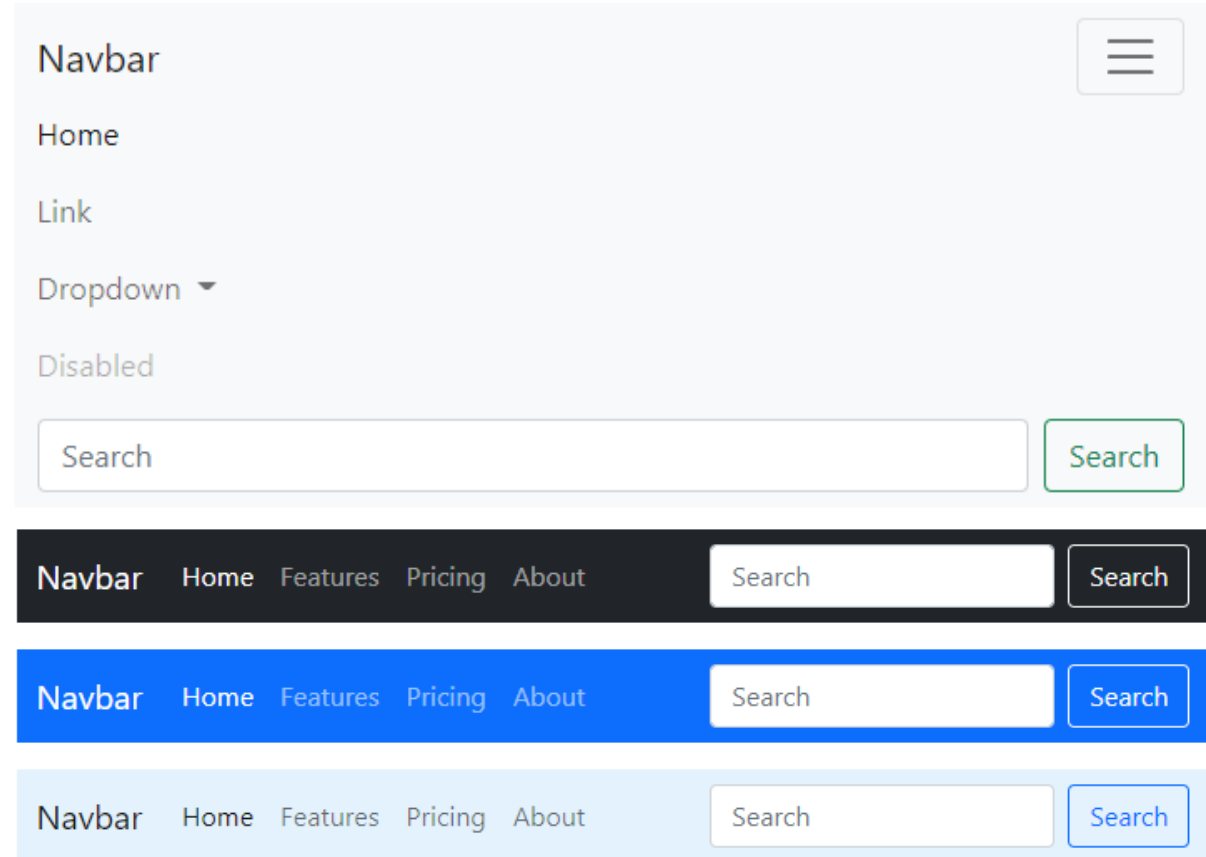 Navbar
Home
Link
Dropdown
Disabled
Search Search
Navbar Home Features Pricing About Search Search
Navbar Home Features Pricing About Search Search
Navbar Home Features Pricing About Search Search